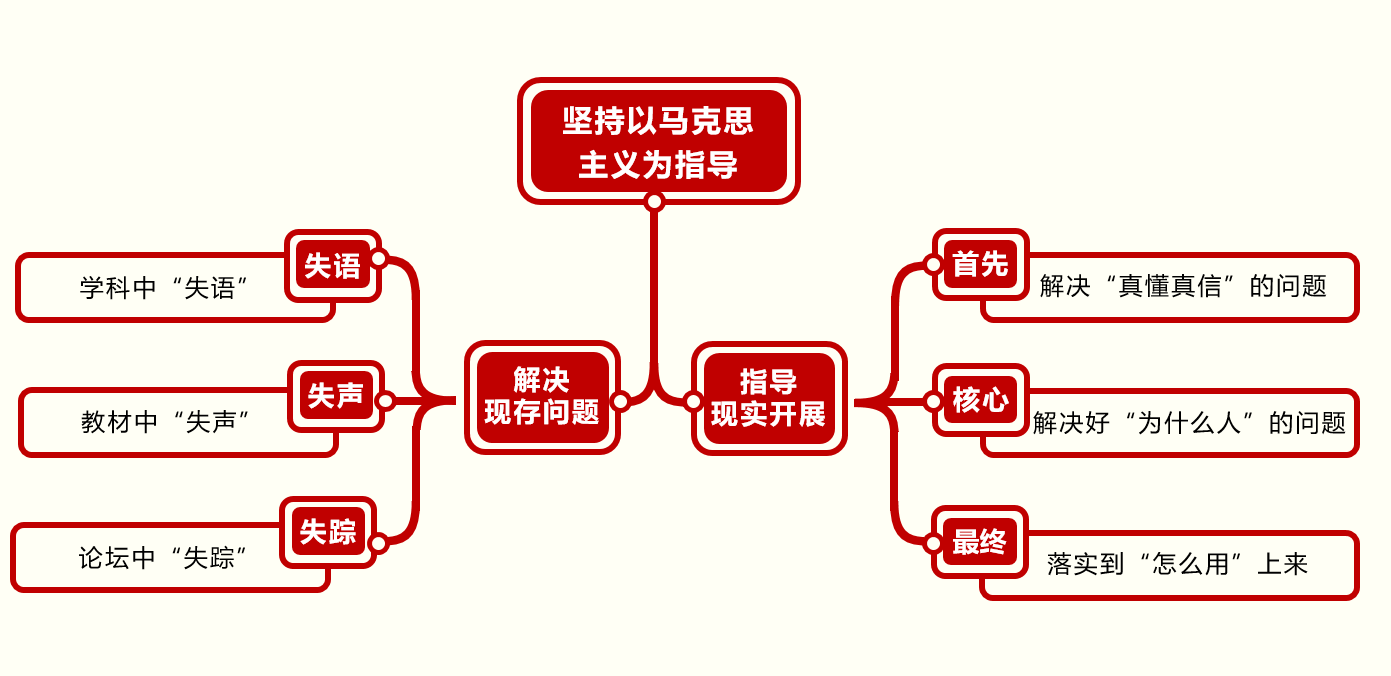 坚持以马克思
主义为指导
解决
现存问题
失语
学科中“失语”
失声
教材中“失声”
失踪
论坛中“失踪”
指导
现实开展
首先
解决“真懂真信”的问题
核心
解决好“为什么人”的问题
最终
落实到“怎么用”上来